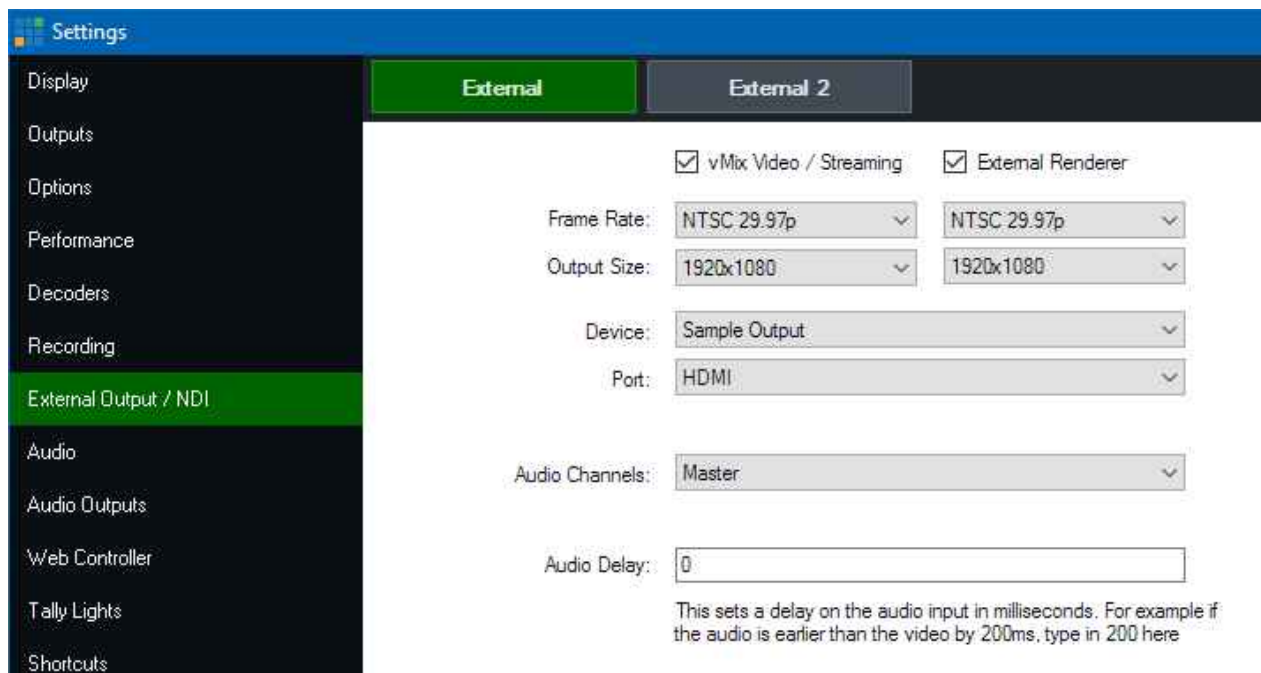 Settings
Display
Outputs
Options
Performance
Decoders
Recording
External Output / NDI
Audio
Audio Outputs
Web Controller
Tally Lights
Shortcuts
External External 2
vMix Video / Streaming External Renderer
Frame Rate: NTSC 29.97p NTSC 29.97p
Output Size: 1920x1080 1920x1080
Device: Sample Output
Port: HDMI
Audio Channels: Master
Audio Delay: 0
This sets a delay on the audio input in milliseconds. For example if
the audio is earlier than the video by 200ms, type in 200 here